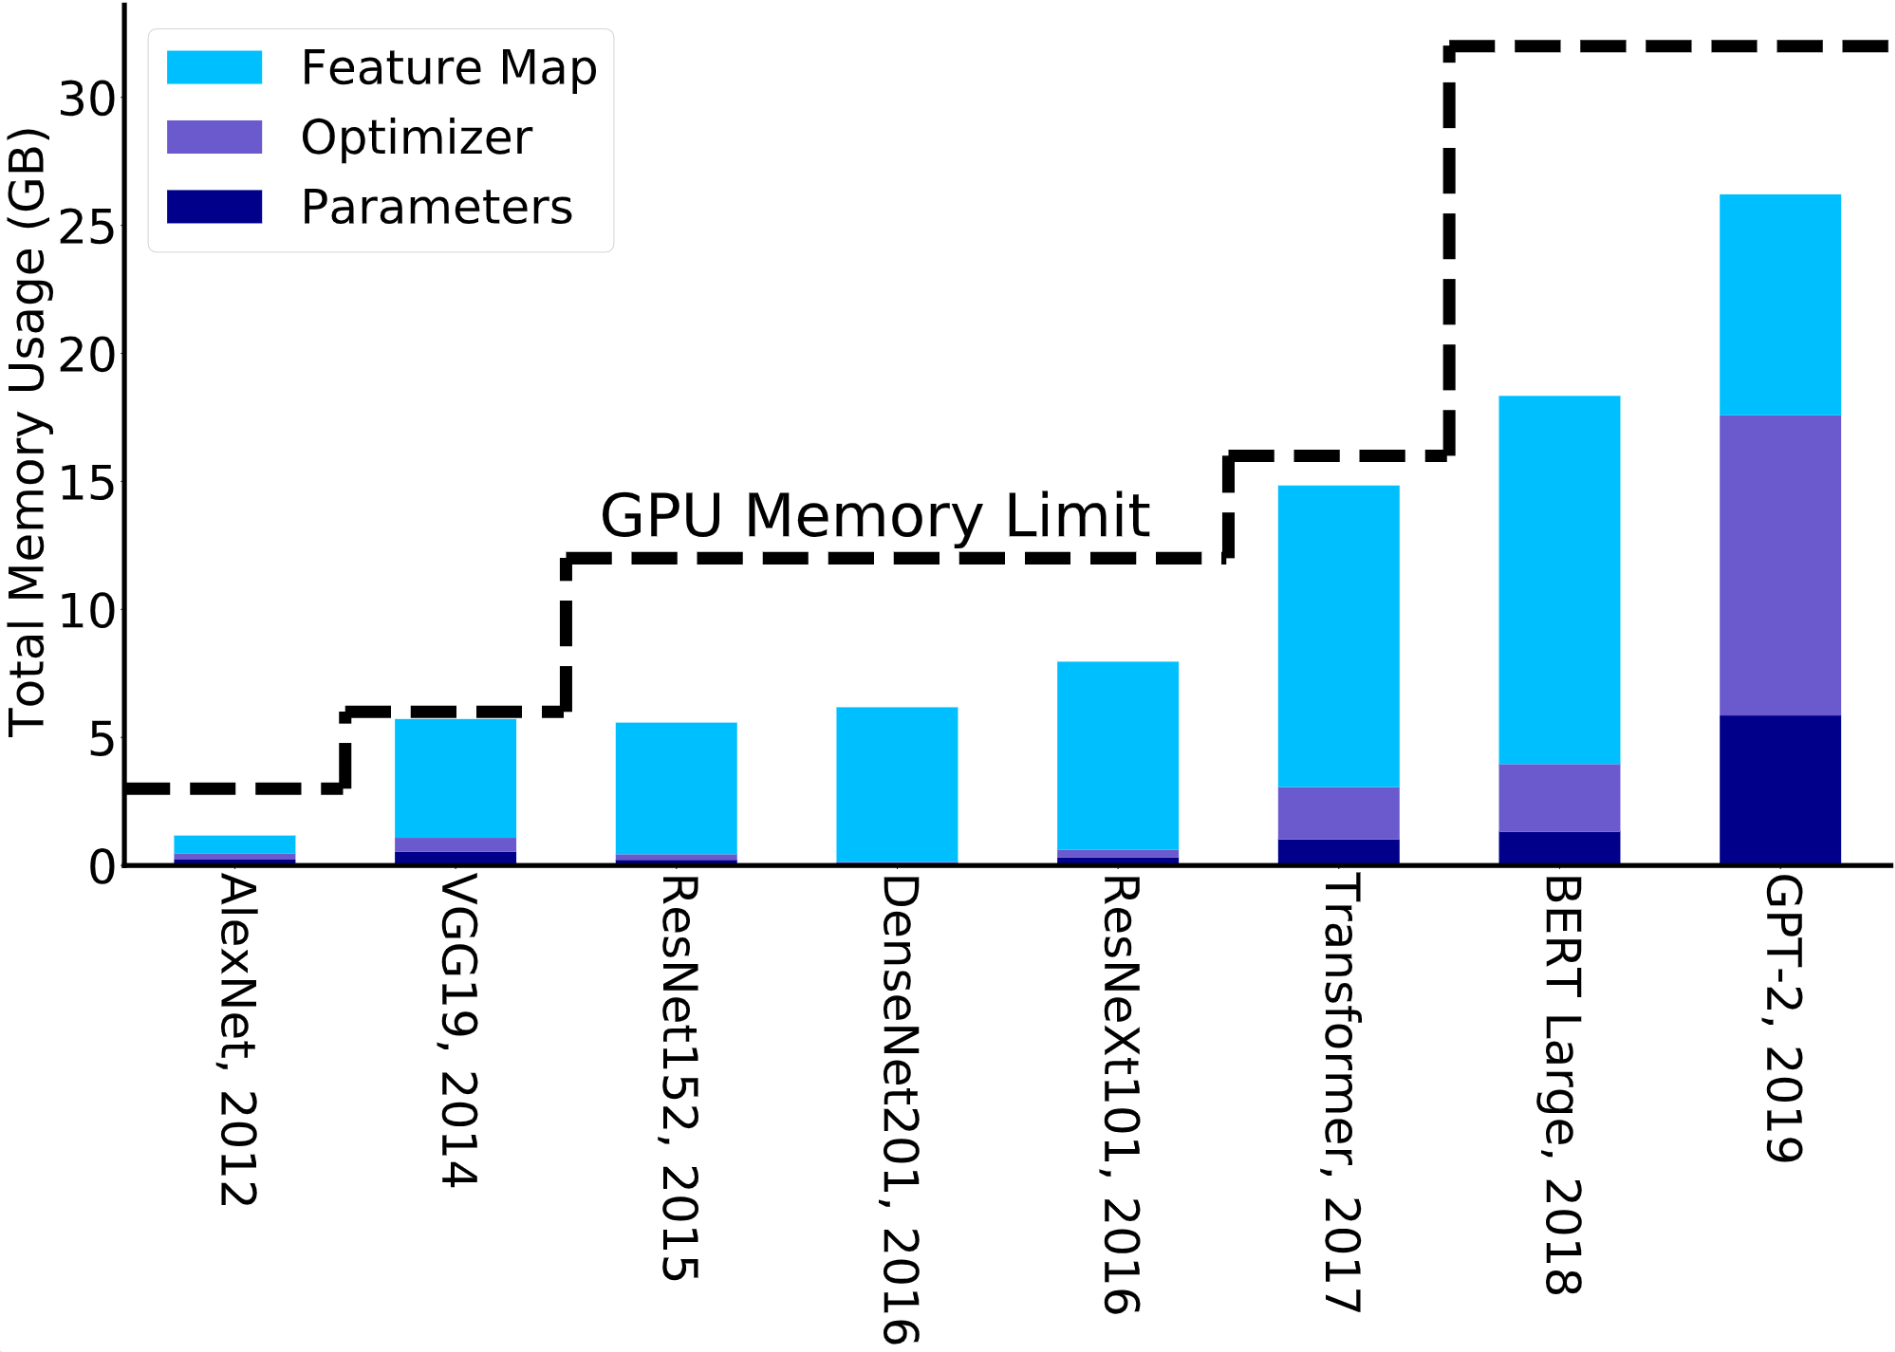 Total Memory Usage (GB)
30
25
20
15
10
5
0
Feature Map
Optimizer
Parameters
GPU Memory Limit
AlexNet, 2012
VGG19, 2014
ResNet152, 2015
DenseNet201, 2016
ResNeXt101, 2016
Transformer, 2017
BERT Large, 2018
GPT-2, 2019